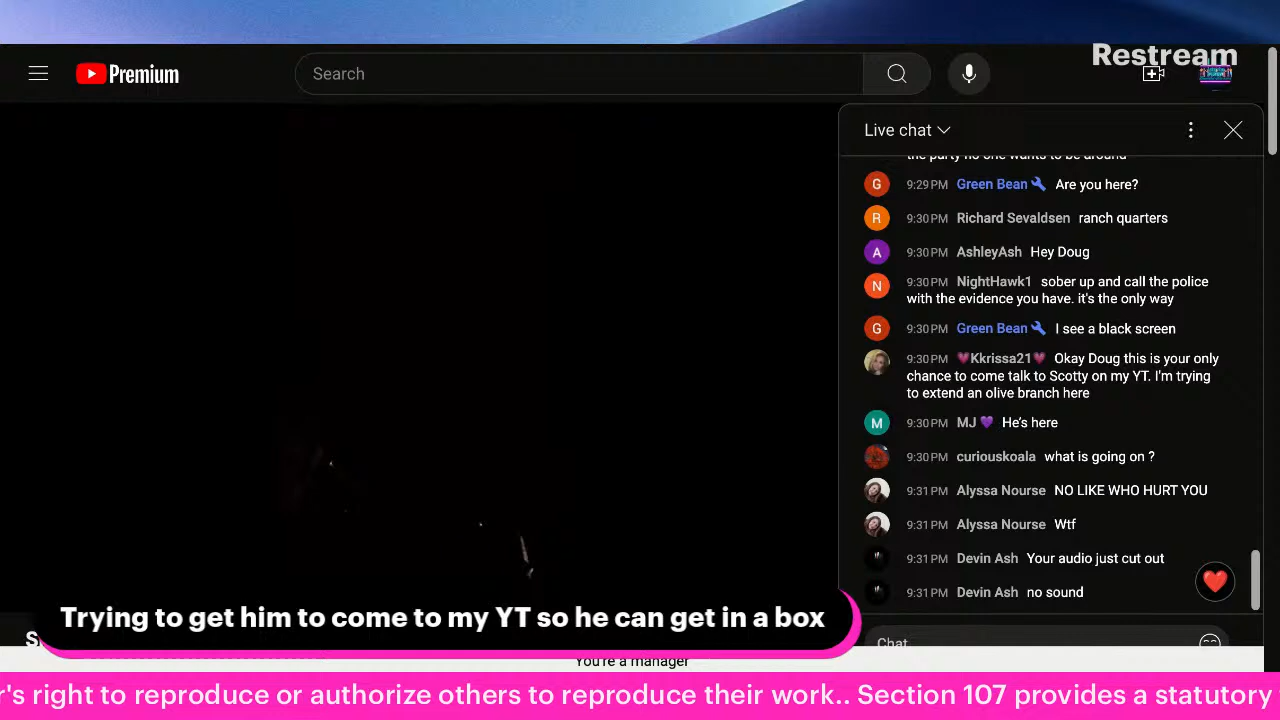 Restream
Premium
Search
Live chat
the party no one wants to be around
G 9:29 PM Green Bean Are you here?
R 9:30 PM Richard Sevaldsen ranch quarters
A 9:30 PM AshleyAsh Hey Doug
N 9:30 PM NightHawk1 sober up and call the police
with the evidence you have. it's the only way
G 9:30 PM Green Bean I see a black screen
9:30 PM 💗Kkrissa21💗 Okay Doug this is your only
chance to come talk to Scotty on my YT. I'm trying
to extend an olive branch here
M 9:30 PM MJ 💜 He's here
9:30 PM curiouskoala what is going on ?
9:31 PM Alyssa Nourse NO LIKE WHO HURT YOU
9:31 PM Alyssa Nourse Wtf
9:31 PM Devin Ash Your audio just cut out
9:31 PM Devin Ash no sound
Chat
Trying to get him to come to my YT so he can get in a box
You're a manager
r's right to reproduce or authorize others to reproduce their work.. Section 107 provides a statutory